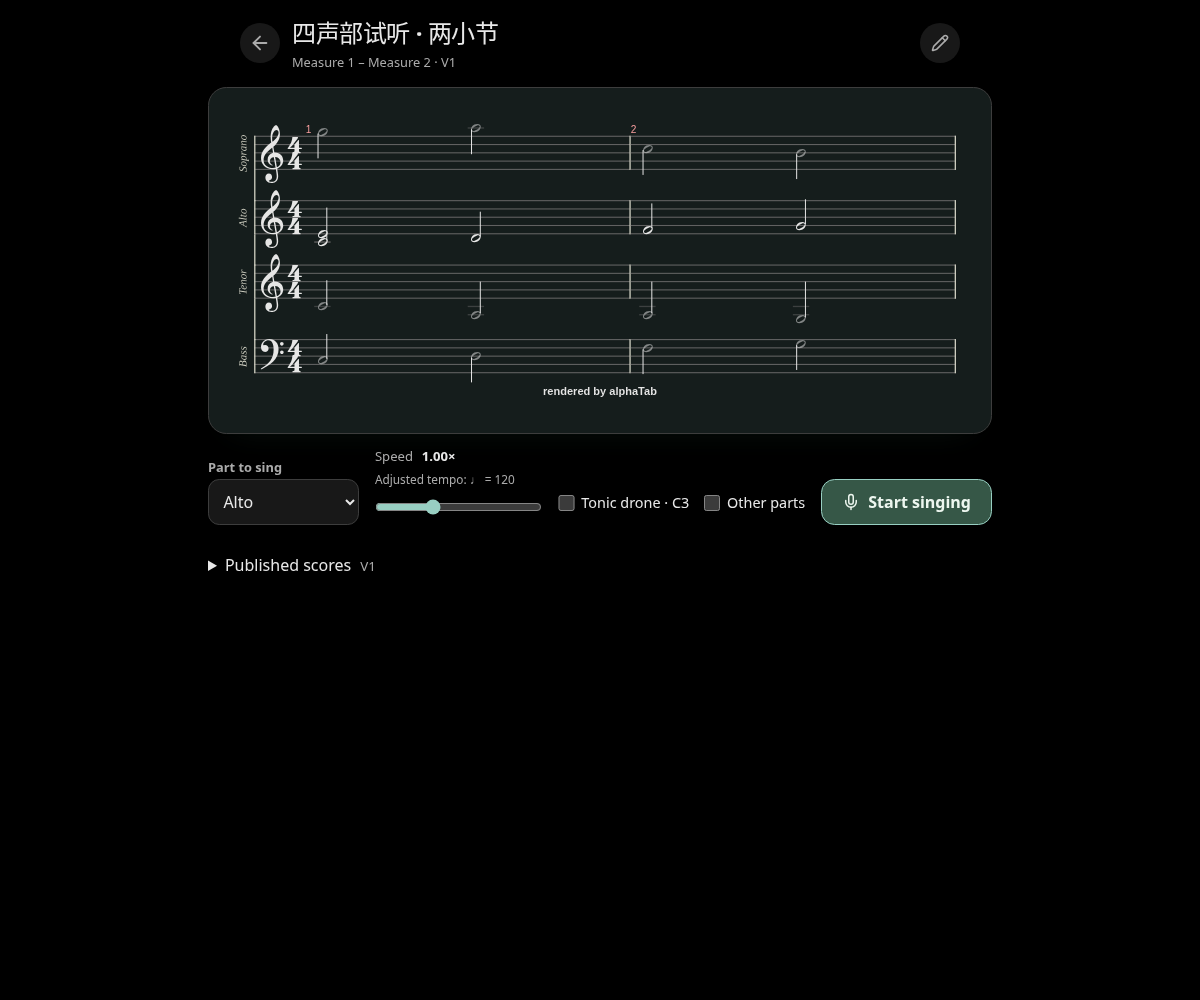 四声部试听 · 两小节
Measure 1 – Measure 2 · V1
1
2
Soprano
Alto
Tenor
Bass
rendered by alphaTab
Part to sing
Alto
Speed 1.00×
Adjusted tempo: ♩ = 120
Tonic drone · C3
Other parts
Start singing
Published scores V1